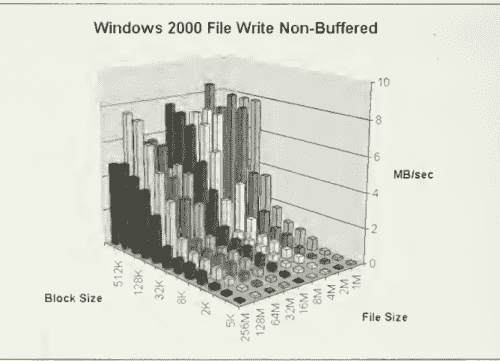 Windows 2000 File Write Non-Buffered
10
8
6
MB/sec
4
2
0
512K
128K
32K
8K
2K
5K
Block Size
256M
128M
64M
32M
16M
8M
4M
2M
1M
File Size